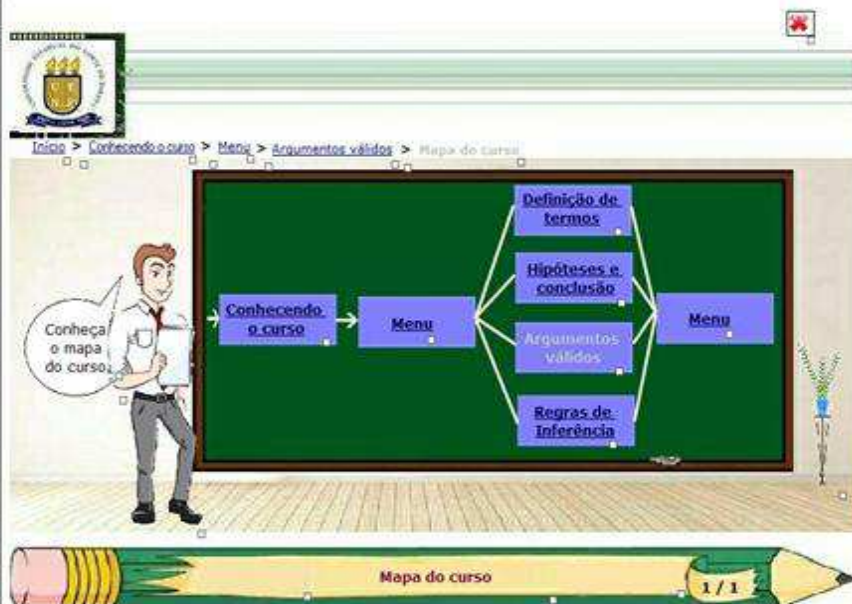 Início > Conhecendo o curso > Menu > Argumentos válidos > Mapa do curso
Conheça
o mapa
do curso.
Conhecendo
o curso
Menu
Definição de
termos
Hipóteses e
conclusão
Argumentos
válidos
Regras de
Inferência
Menu
Mapa do curso
1 / 1